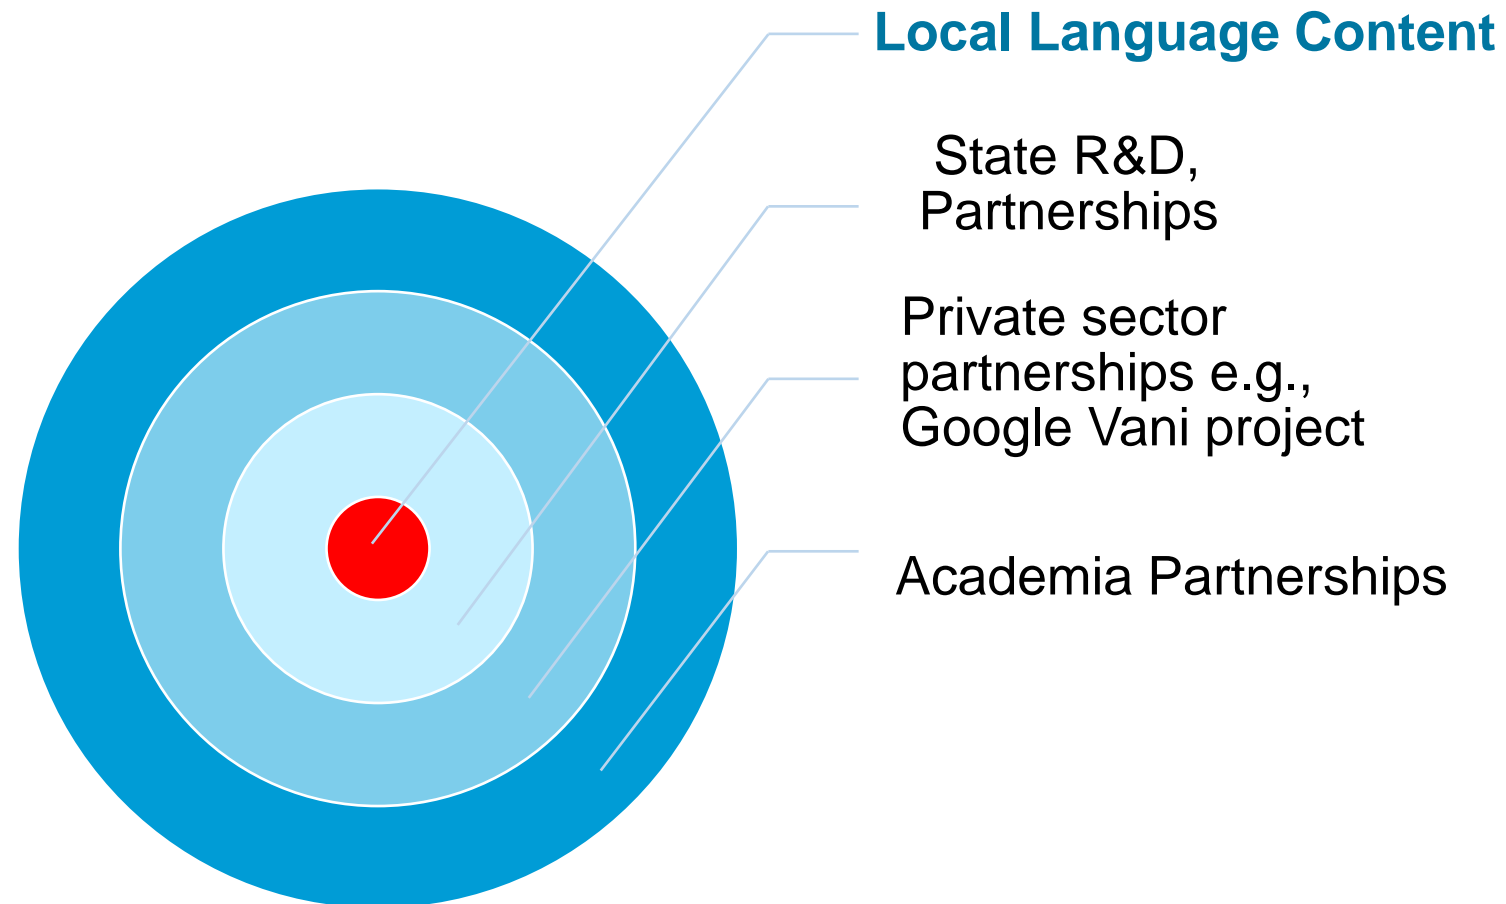 Local Language Content
State R&D,
Partnerships
Private sector
partnerships e.g.,
Google Vani project
Academia Partnerships